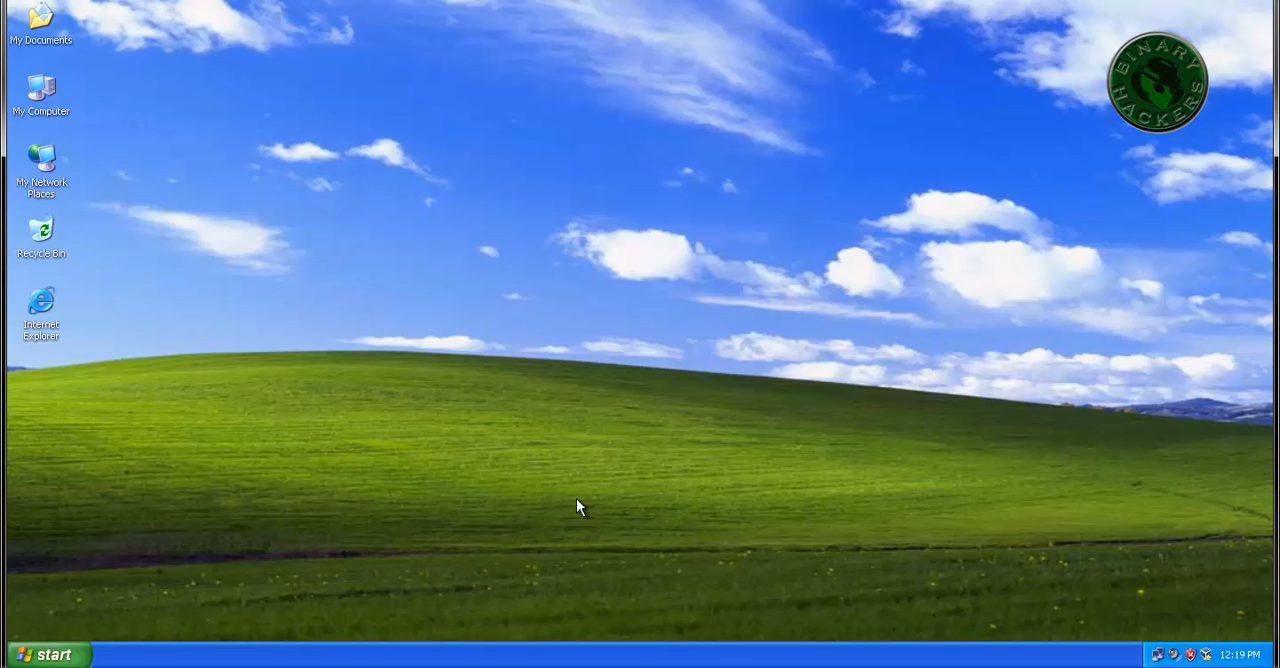 My Documents
My Computer
My Network
Places
Recycle Bin
Internet
Explorer
BINARY
HACKERS
start
12:19 PM